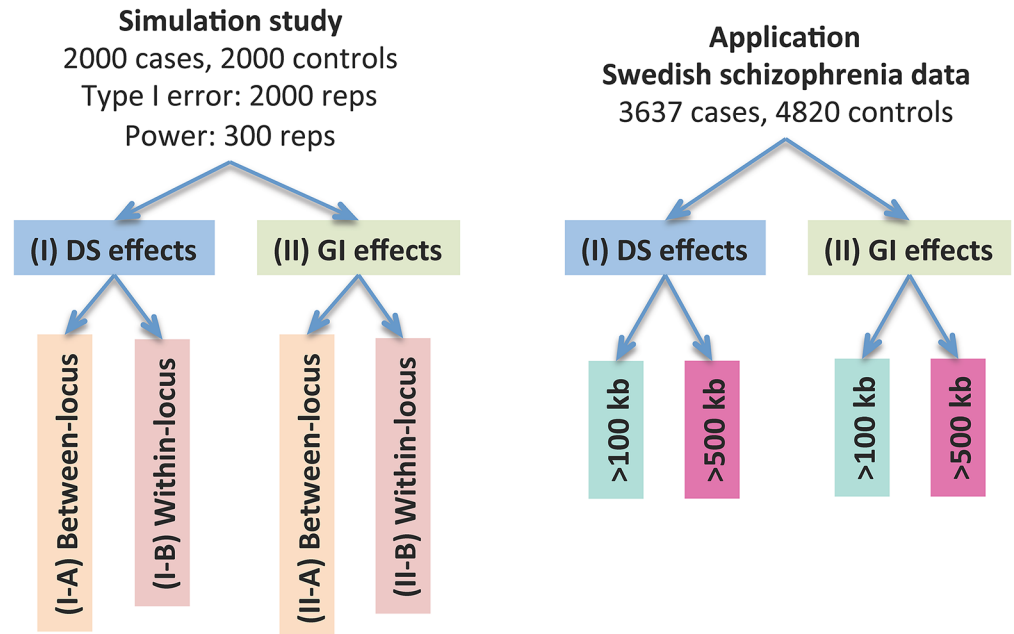 Simulation study
2000 cases, 2000 controls
Type I error: 2000 reps
Power: 300 reps
(I) DS effects
(II) GI effects
(I-A) Between-locus
(I-B) Within-locus
(II-A) Between-locus
(II-B) Within-locus
Application
Swedish schizophrenia data
3637 cases, 4820 controls
(I) DS effects
(II) GI effects
>100 kb
>500 kb
>100 kb
>500 kb